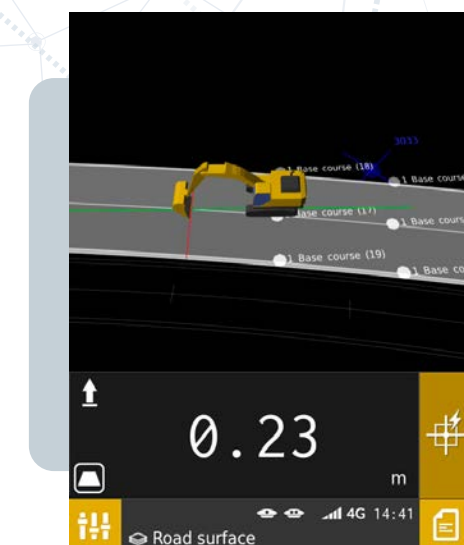 3033
1 Base course (18)
1 Base course
1 Base course (17)
1 Base cours
1 Base course (19)
1 Base co
0.23
m
4G 14:41
Road surface